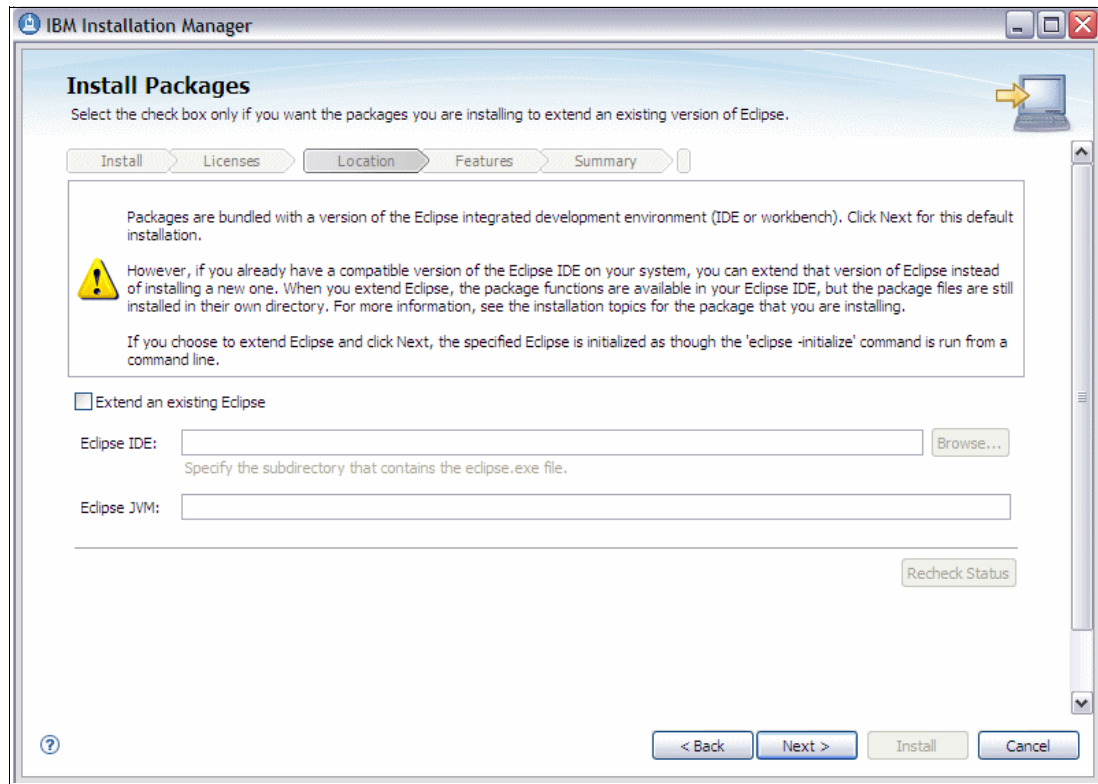 IBM Installation Manager
Install Packages
Select the check box only if you want the packages you are installing to extend an existing version of Eclipse.
Install
Licenses
Location
Features
Summary
Packages are bundled with a version of the Eclipse integrated development environment (IDE or workbench). Click Next for this default
installation.
However, if you already have a compatible version of the Eclipse IDE on your system, you can extend that version of Eclipse instead
of installing a new one. When you extend Eclipse, the package functions are available in your Eclipse IDE, but the package files are still
installed in their own directory. For more information, see the installation topics for the package that you are installing.
If you choose to extend Eclipse and click Next, the specified Eclipse is initialized as though the 'eclipse -initialize' command is run from a
command line.
Extend an existing Eclipse
Eclipse IDE:
Browse...
Specify the subdirectory that contains the eclipse.exe file.
Eclipse JVM:
Recheck Status
?
< Back
Next >
Install
Cancel